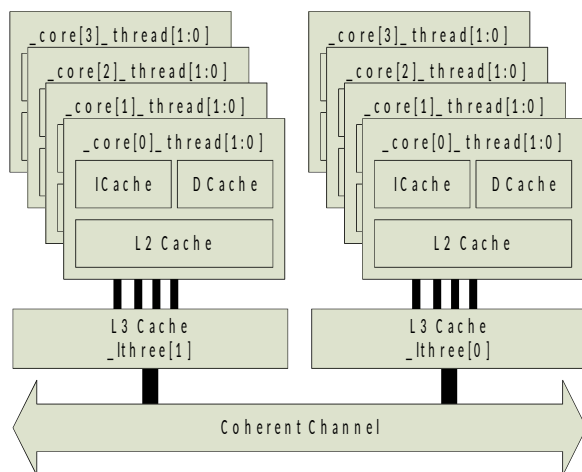 _core[3]_thread[1:0]
_core[2]_thread[1:0]
_core[1]_thread[1:0]
_core[0]_thread[1:0]
ICache
DCache
L2 Cache
L3 Cache
_lthree[1]
_core[3]_thread[1:0]
_core[2]_thread[1:0]
_core[1]_thread[1:0]
_core[0]_thread[1:0]
ICache
DCache
L2 Cache
L3 Cache
_lthree[0]
Coherent Channel